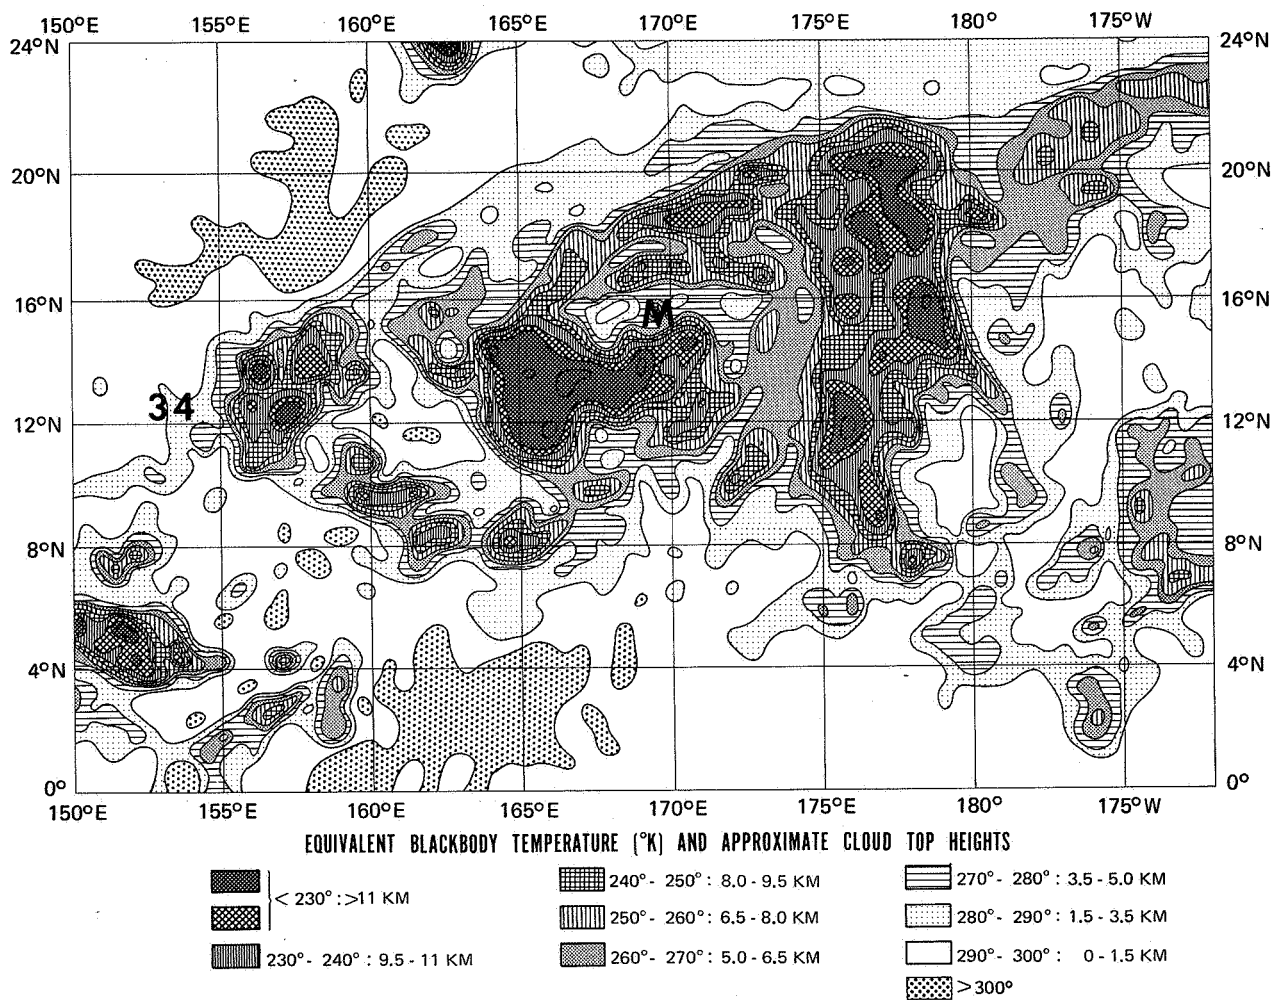 150°E 155°E 160°E 165°E 170°E 175°E 180° 175°W
24°N 24°N
20°N 20°N
16°N M 16°N
34
12°N 12°N
8°N 8°N
4°N 4°N
0° 0°
150°E 155°E 160°E 165°E 170°E 175°E 180° 175°W
EQUIVALENT BLACKBODY TEMPERATURE (°K) AND APPROXIMATE CLOUD TOP HEIGHTS
< 230° :>11 KM 240°- 250° : 8.0 - 9.5 KM 270°- 280° : 3.5 - 5.0 KM
250°- 260° : 6.5 - 8.0 KM 280°- 290° : 1.5 - 3.5 KM
230°- 240° : 9.5 - 11 KM 260°- 270° : 5.0 - 6.5 KM 290°- 300° : 0 - 1.5 KM
>300°